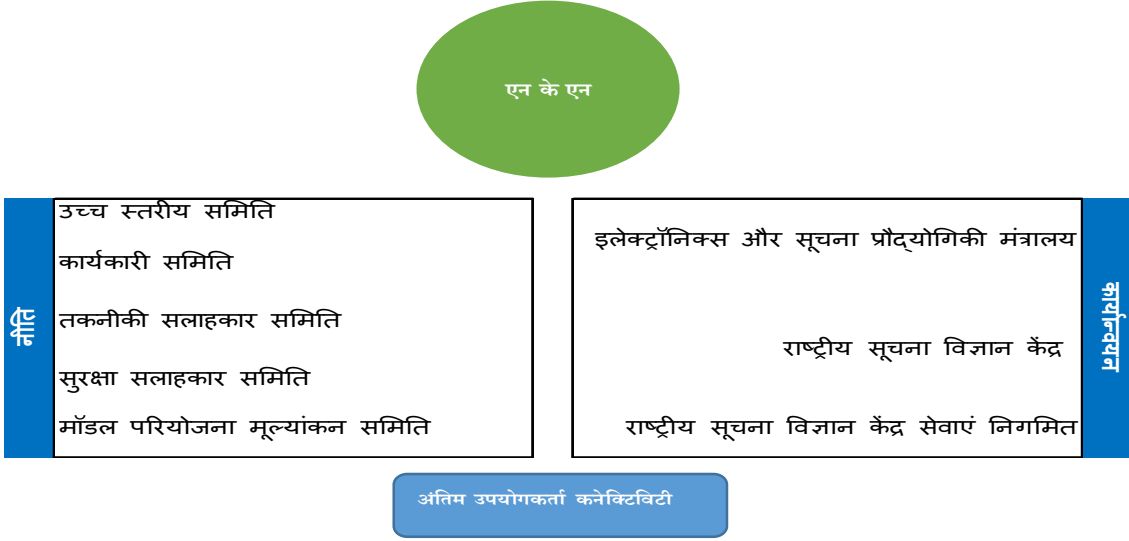 एन के एन
नीति
उच्च स्तरीय समिति
कार्यकारी समिति
तकनीकी सलाहकार समिति
सुरक्षा सलाहकार समिति
मॉडल परियोजना मूल्यांकन समिति
इलेक्ट्रॉनिक्स और सूचना प्रौद्योगिकी मंत्रालय
राष्ट्रीय सूचना विज्ञान केंद्र
राष्ट्रीय सूचना विज्ञान केंद्र सेवाएं निगमित
कार्यान्वयन
अंतिम उपयोगकर्ता कनेक्टिविटी